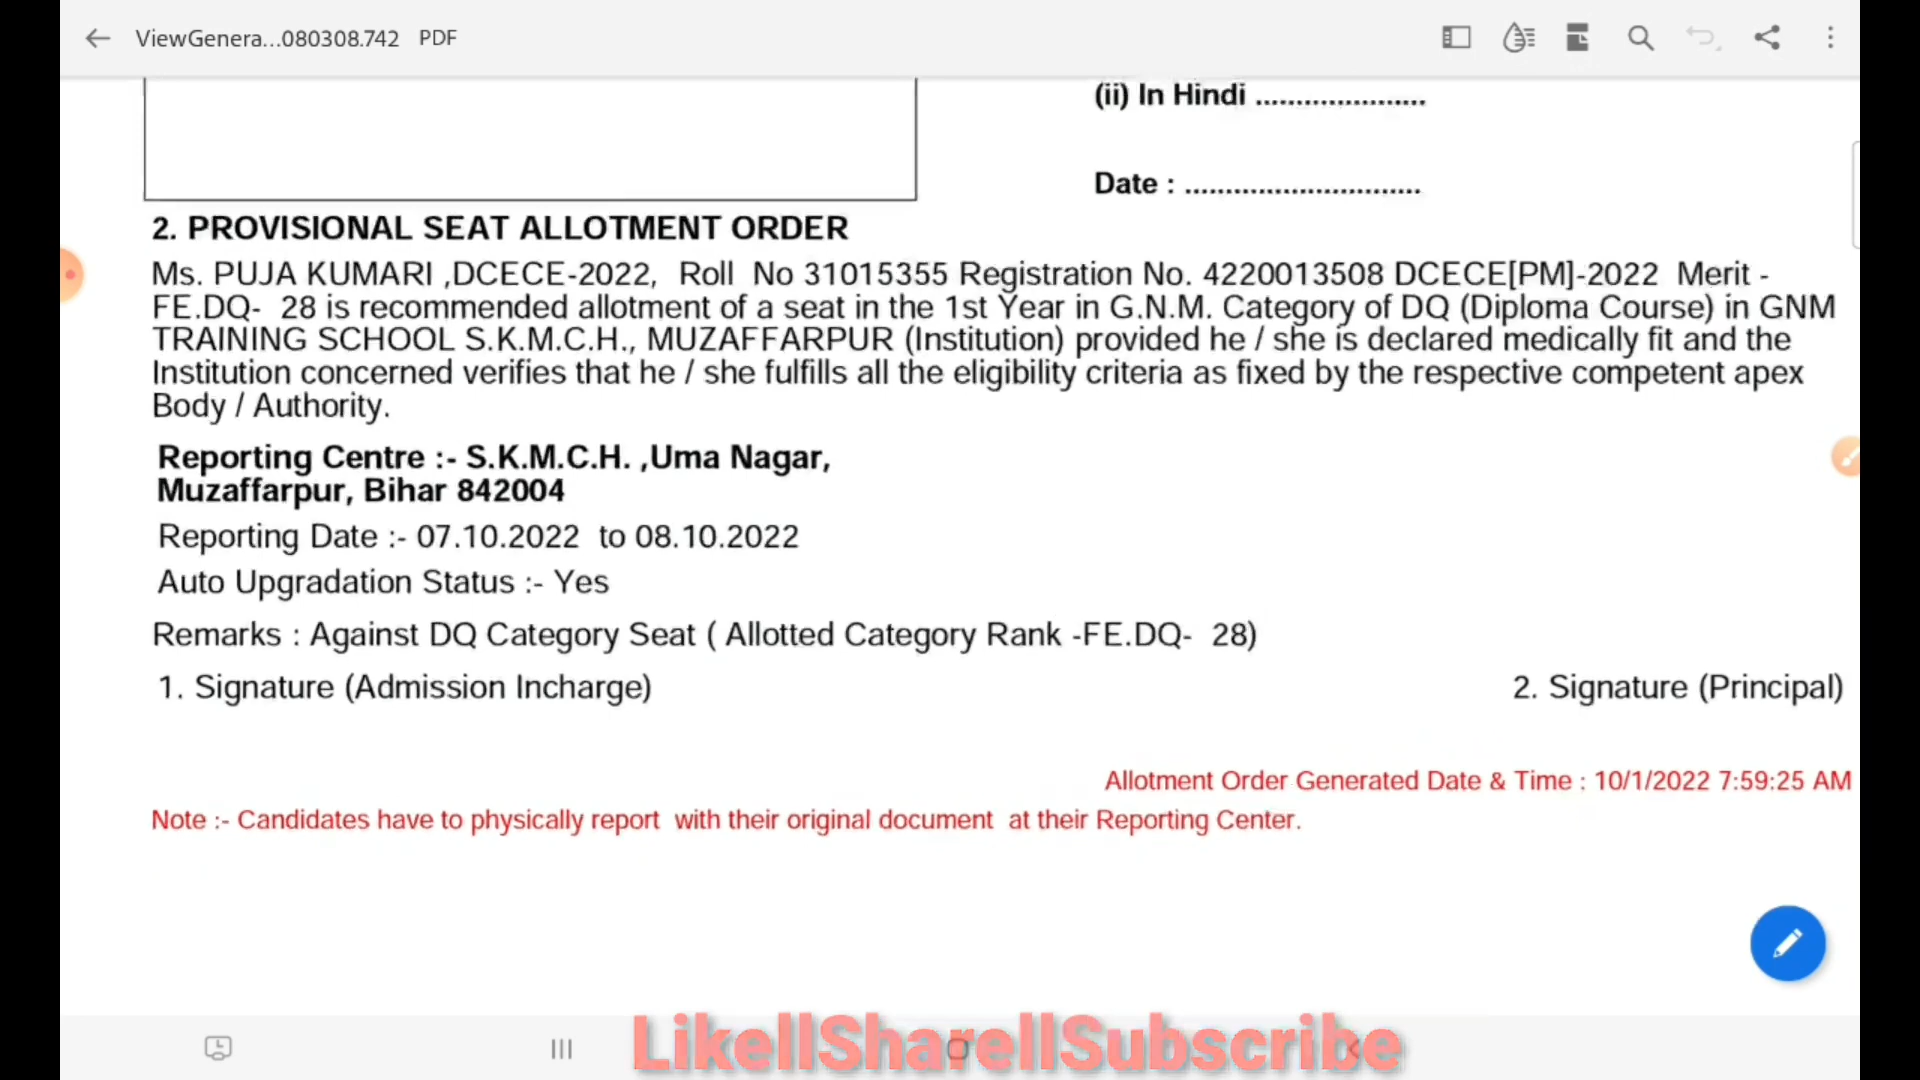 ViewGenera...080308.742 PDF
(ii) In Hindi .....................
Date : .............................
2. PROVISIONAL SEAT ALLOTMENT ORDER
Ms. PUJA KUMARI ,DCECE-2022, Roll No 31015355 Registration No. 4220013508 DCECE[PM]-2022 Merit -
FE.DQ- 28 is recommended allotment of a seat in the 1st Year in G.N.M. Category of DQ (Diploma Course) in GNM
TRAINING SCHOOL S.K.M.C.H., MUZAFFARPUR (Institution) provided he / she is declared medically fit and the
Institution concerned verifies that he / she fulfills all the eligibility criteria as fixed by the respective competent apex
Body / Authority.
Reporting Centre :- S.K.M.C.H. ,Uma Nagar,
Muzaffarpur, Bihar 842004
Reporting Date :- 07.10.2022 to 08.10.2022
Auto Upgradation Status :- Yes
Remarks : Against DQ Category Seat ( Allotted Category Rank -FE.DQ- 28)
1. Signature (Admission Incharge) 2. Signature (Principal)
Allotment Order Generated Date & Time : 10/1/2022 7:59:25 AM
Note :- Candidates have to physically report with their original document at their Reporting Center.
LikellSharellSubscribe